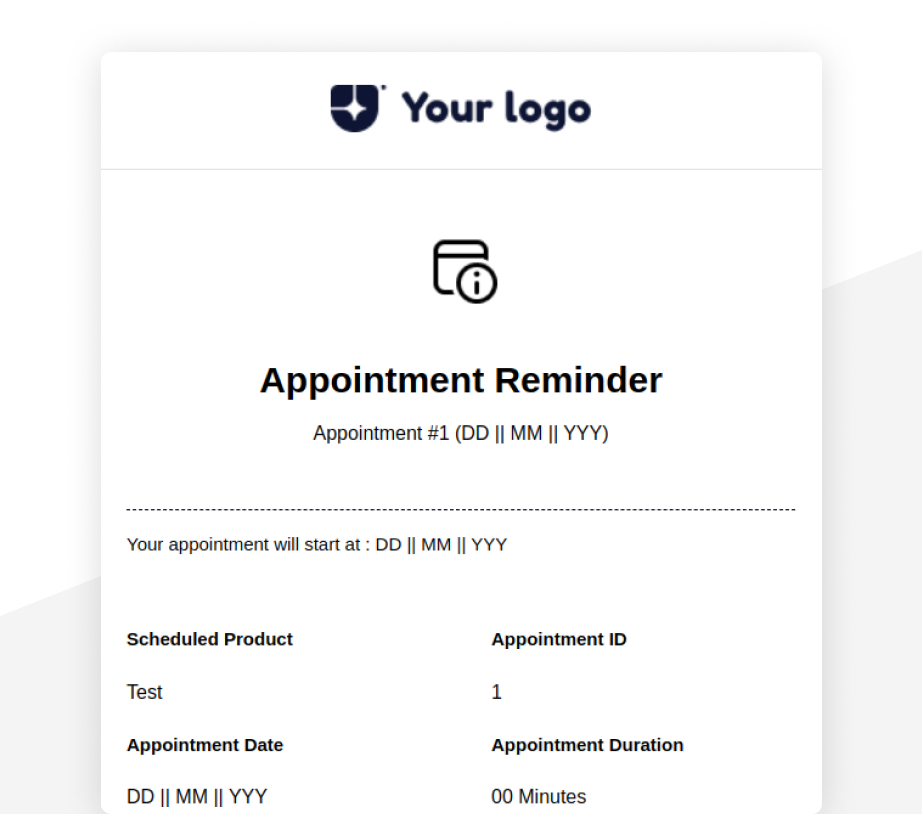 Your logo
Appointment Reminder
Appointment #1 (DD || MM || YYY)
Your appointment will start at : DD || MM || YYY
Scheduled Product
Appointment ID
Test
1
Appointment Date
Appointment Duration
DD || MM || YYY
00 Minutes